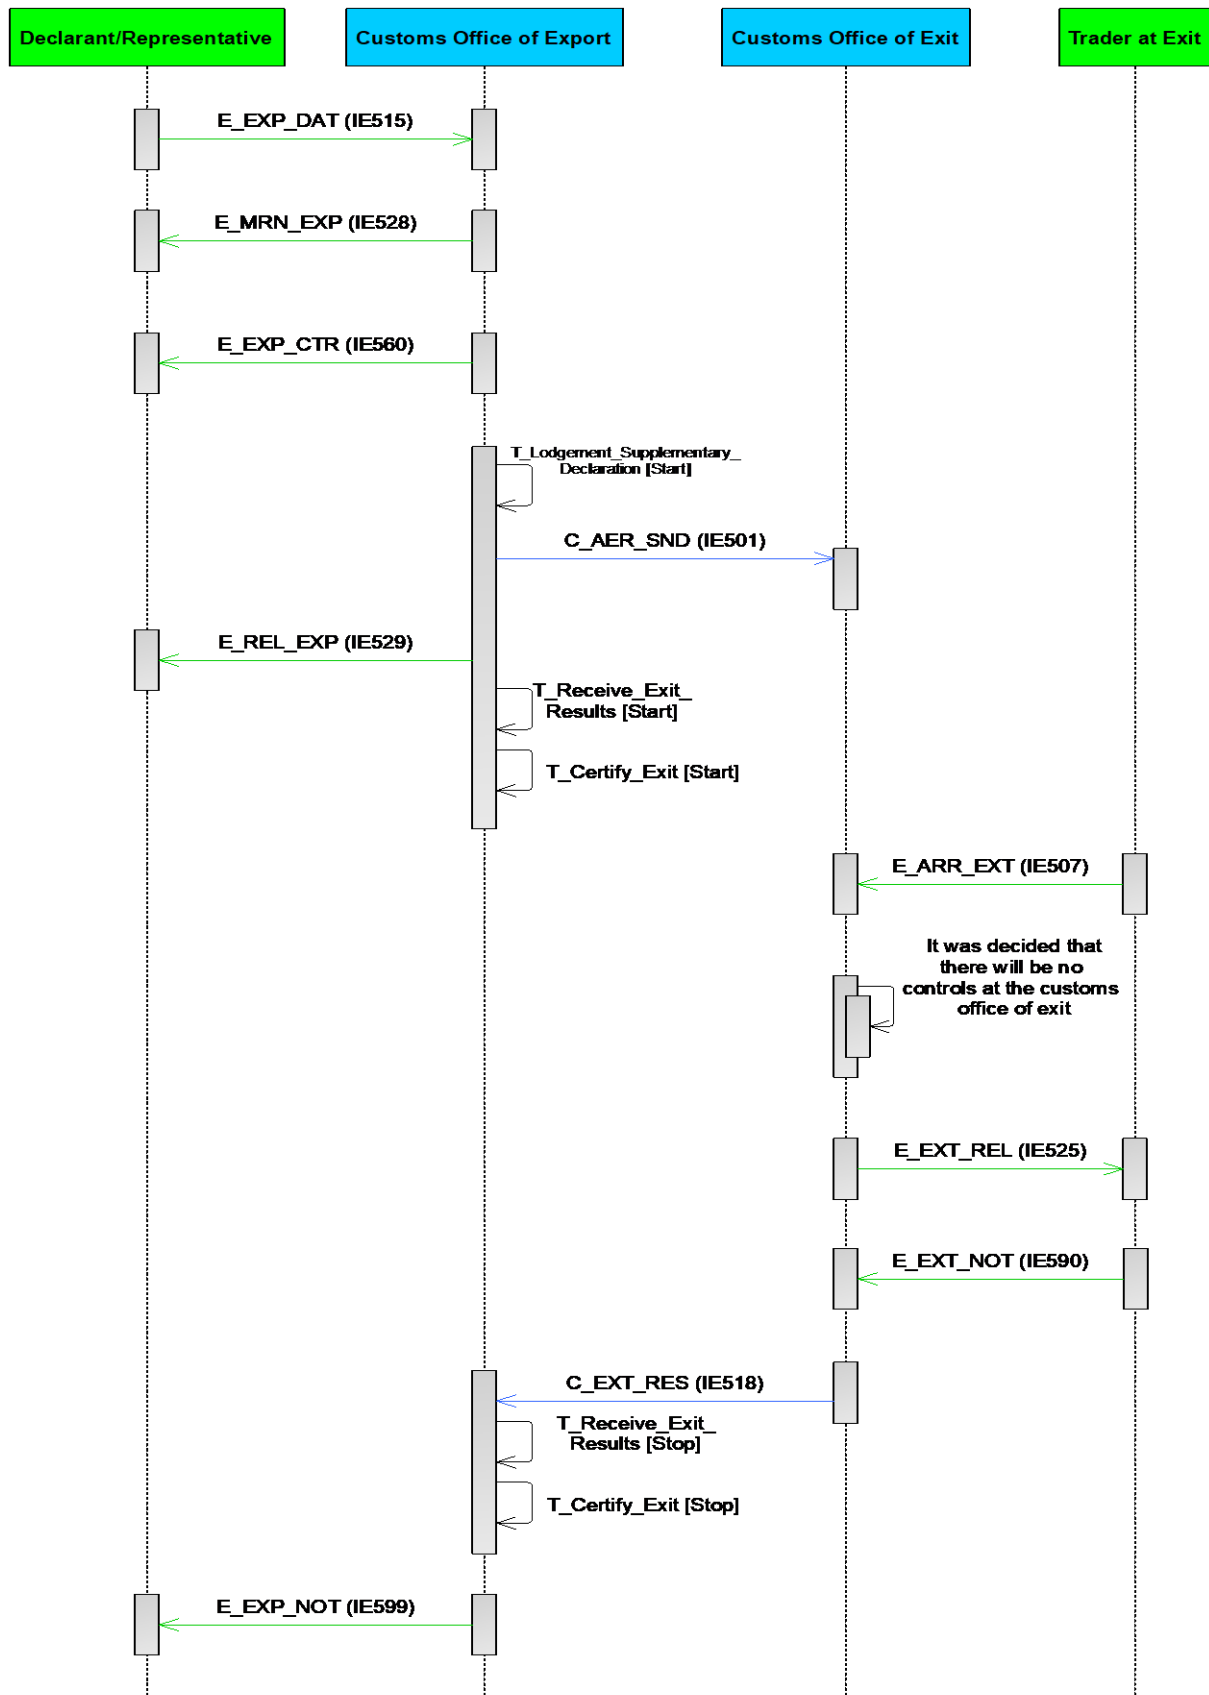 Declarant/Representative
Customs Office of Export
Customs Office of Exit
Trader at Exit
E_EXP_DAT (IE515)
E_MRN_EXP (IE528)
E_EXP_CTR (IE560)
T_Lodgement_Supplementary_
Declaration [Start]
C_AER_SND (IE501)
E_REL_EXP (IE529)
T_Receive_Exit_
Results [Start]
T_Certify_Exit [Start]
E_ARR_EXT (IE507)
It was decided that
there will be no
controls at the customs
office of exit
E_EXT_REL (IE525)
E_EXT_NOT (IE590)
C_EXT_RES (IE518)
T_Receive_Exit_
Results [Stop]
T_Certify_Exit [Stop]
E_EXP_NOT (IE599)